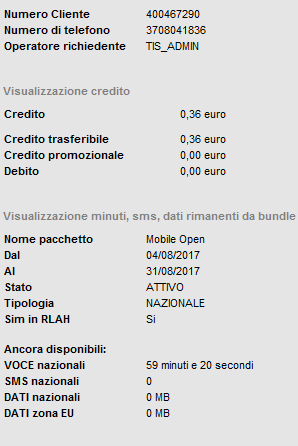 Numero Cliente 400467290
Numero di telefono 3708041836
Operatore richiedente TIS_ADMIN
Visualizzazione credito
Credito 0,36 euro
Credito trasferibile 0,36 euro
Credito promozionale 0,00 euro
Debito 0,00 euro
Visualizzazione minuti, sms, dati rimanenti da bundle
Nome pacchetto Mobile Open
Dal 04/08/2017
Al 31/08/2017
Stato ATTIVO
Tipologia NAZIONALE
Sim in RLAH Si
Ancora disponibili:
VOCE nazionali 59 minuti e 20 secondi
SMS nazionali 0
DATI nazionali 0 MB
DATI zona EU 0 MB